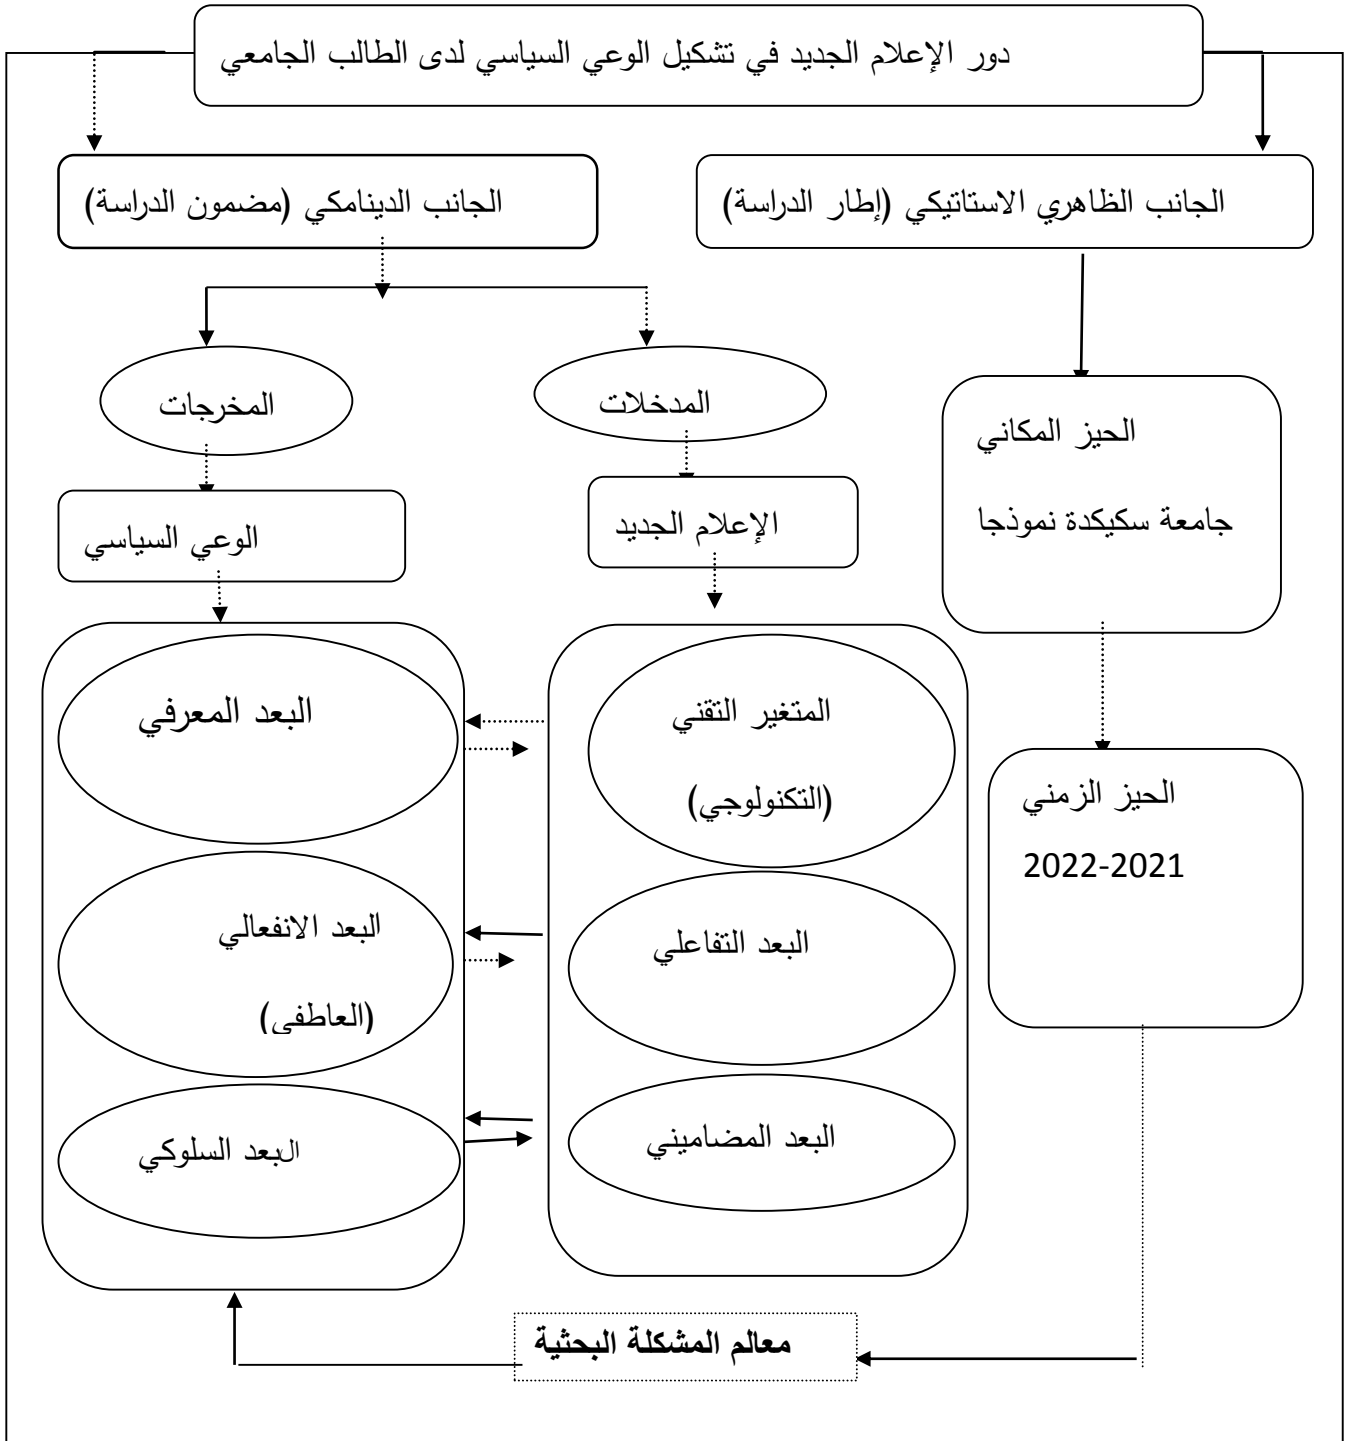 دور الإعلام الجديد في تشكيل الوعي السياسي لدى الطالب الجامعي
الجانب الظاهري الاستاتيكي (إطار الدراسة)
الجانب الدينامكي (مضمون الدراسة)
المدخلات
المخرجات
الحيز المكاني
جامعة سكيكدة نموذجا
الإعلام الجديد
الوعي السياسي
المتغير التقني
(التكنولوجي)
البعد المعرفي
الحيز الزمني
2022-2021
البعد التفاعلي
البعد الانفعالي
(العاطفي)
البعد المضاميني
البعد السلوكي
معالم المشكلة البحثية